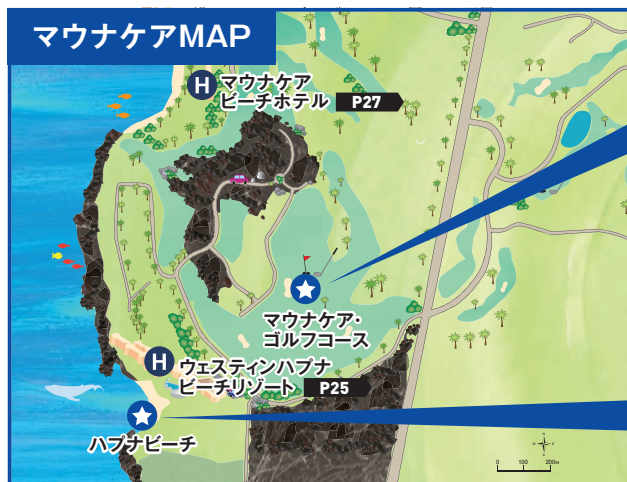 マウナケアMAP
H マウナケア
ビーチホテル P27
マウナケア・
ゴルフコース
H ウェスティンハプナ
ビーチリゾート P25
ハプナビーチ
0 100 200m